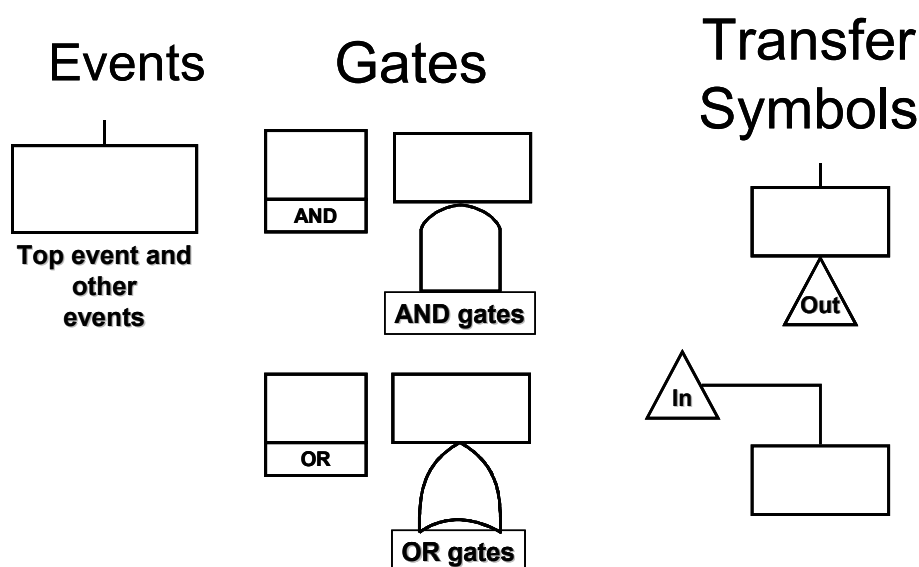 Events
Gates
Transfer
Symbols
Top event and
other
events
AND
AND gates
OR
OR gates
Out
In